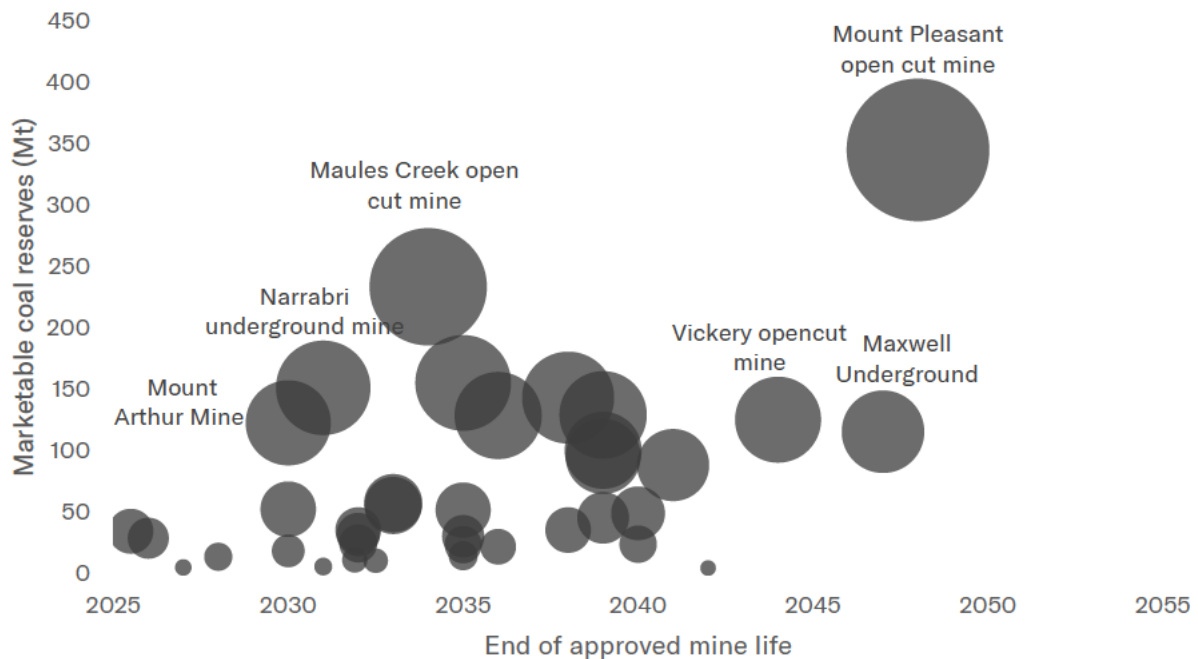 450
400
350
300
250
200
150
100
50
0
Marketable coal reserves (Mt)
Mount Pleasant
open cut mine
Maules Creek open
cut mine
Narrabri
underground mine
Mount
Arthur Mine
Vickery opencut
mine
Maxwell
Underground
2025 2030 2035 2040 2045 2050 2055
End of approved mine life